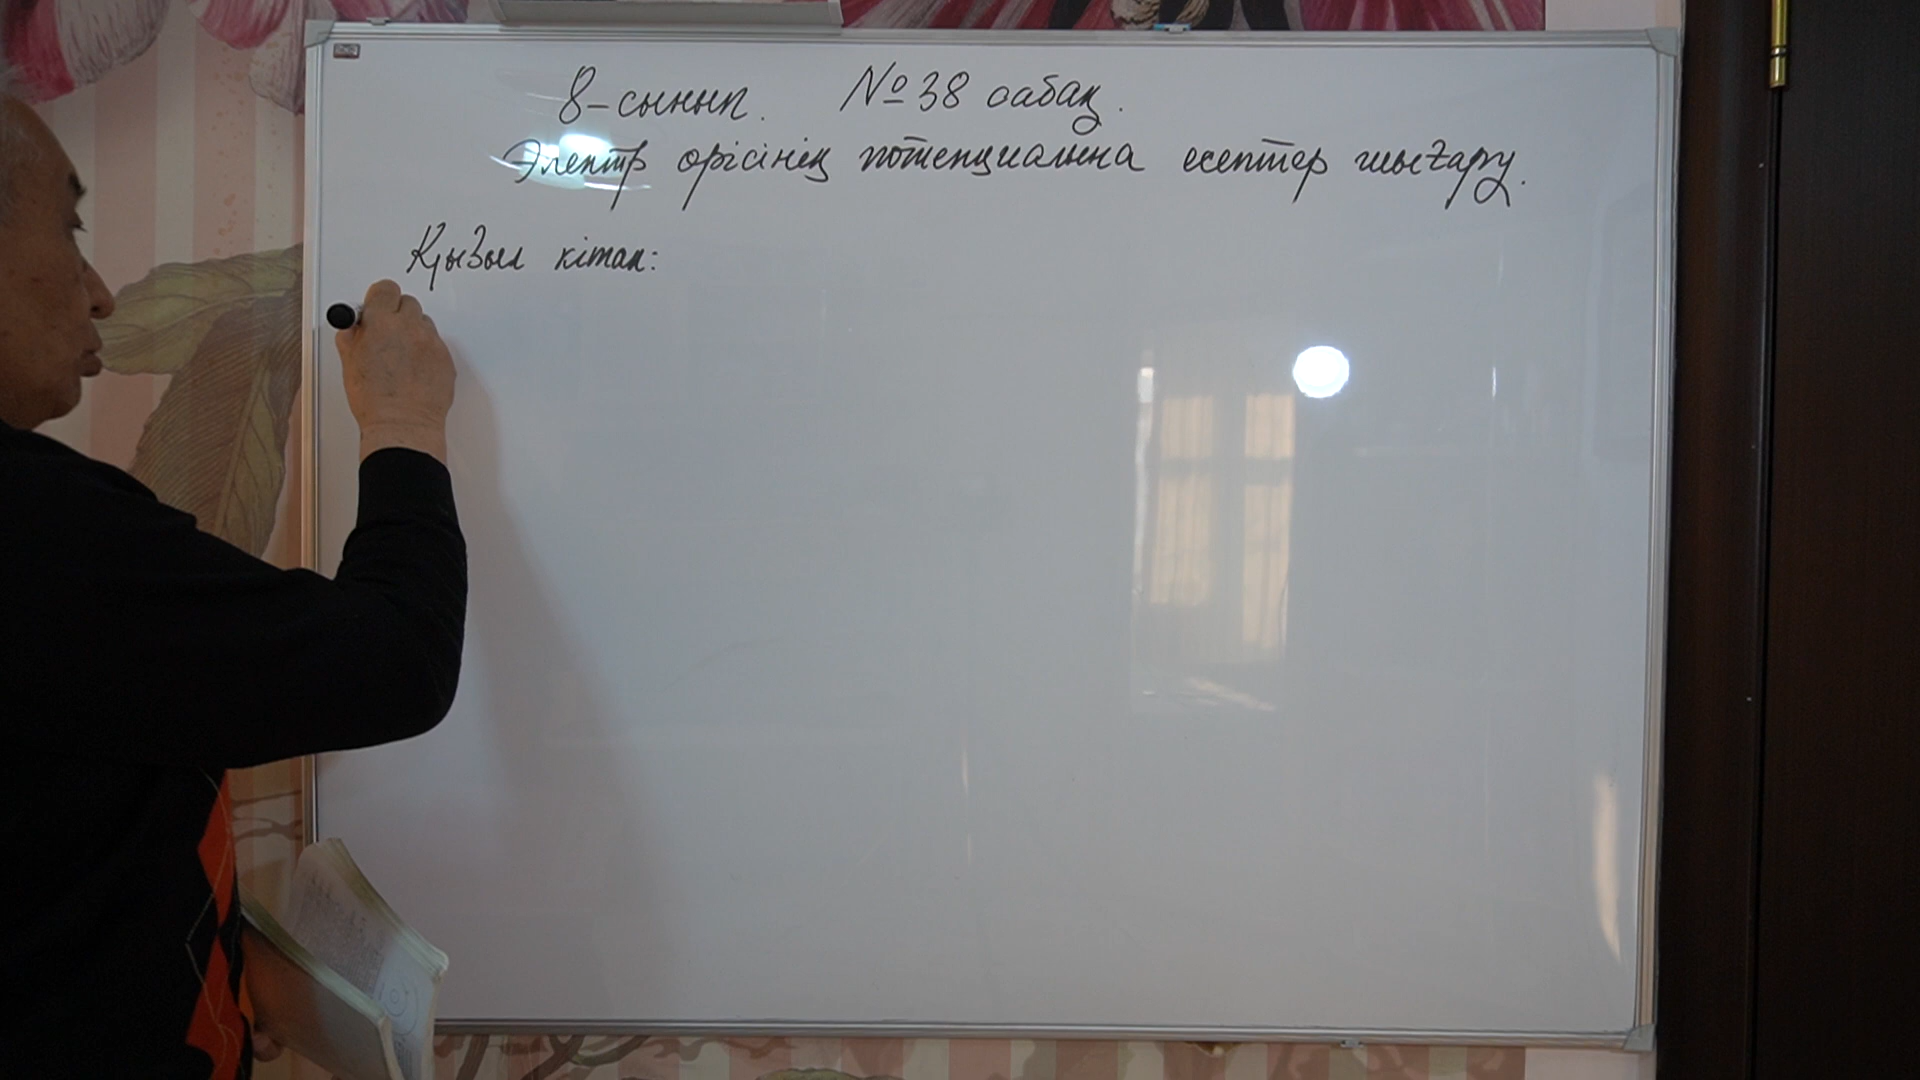 8-сынып. №38 сабақ.
Электр өрісінің потенциалына есептер шығару.
Қызыл кітап: